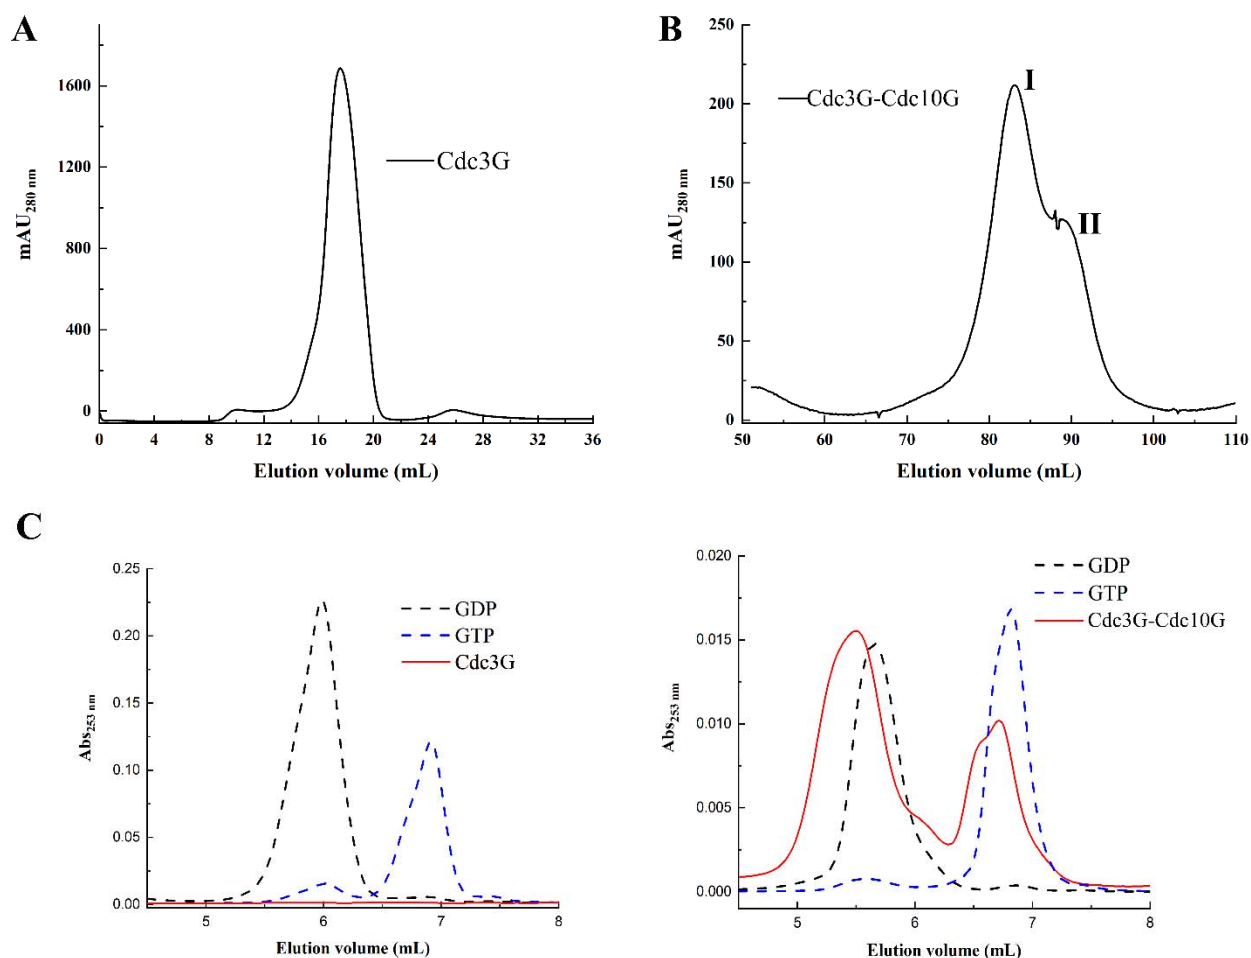 A
1600
1200
800
400
0
mAU280 nm
Cdc3G
0 4 8 12 16 20 24 28 32 36
Elution volume (mL)
B
250
200
150
100
50
0
mAU280 nm
Cdc3G-Cdc10G
I
II
50 60 70 80 90 100 110
Elution volume (mL)
C
0.25
0.20
0.15
0.10
0.05
0.00
Abs253 nm
GDP
GTP
Cdc3G
5 6 7 8
Elution volume (mL)
0.020
0.015
0.010
0.005
0.000
Abs253 nm
GDP
GTP
Cdc3G-Cdc10G
5 6 7 8
Elution volume (mL)